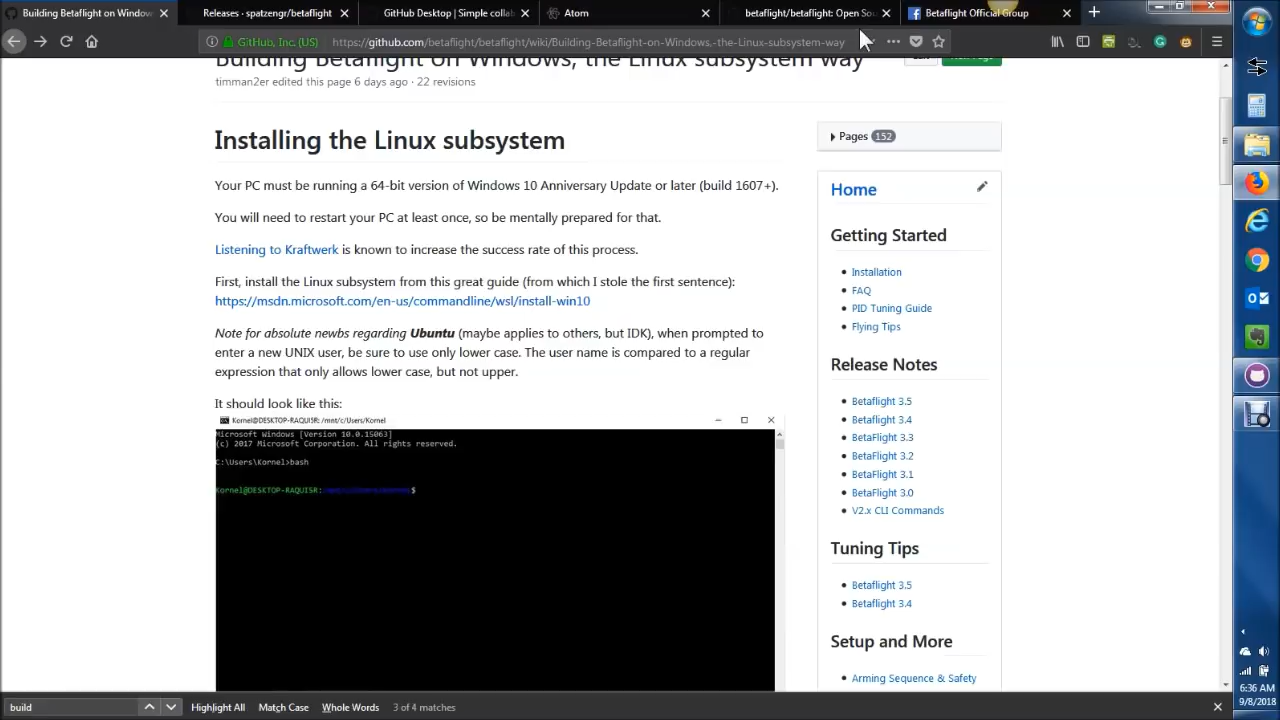 Building Betaflight on Window
Releases · spatzengr/betaflight
GitHub Desktop | Simple collab
Atom
betaflight/betaflight: Open Sou
Betaflight Official Group
GitHub, Inc. (US)
https://github.com/betaflight/betaflight/wiki/Building-Betaflight-on-Windows,-the-Linux-subsystem-way
Building Betaflight on Windows, the Linux subsystem way
timman2er edited this page 6 days ago · 22 revisions
Installing the Linux subsystem
Your PC must be running a 64-bit version of Windows 10 Anniversary Update or later (build 1607+).
You will need to restart your PC at least once, so be mentally prepared for that.
Listening to Kraftwerk is known to increase the success rate of this process.
First, install the Linux subsystem from this great guide (from which I stole the first sentence):
https://msdn.microsoft.com/en-us/commandline/wsl/install-win10
Note for absolute newbs regarding Ubuntu (maybe applies to others, but IDK), when prompted to
enter a new UNIX user, be sure to use only lower case. The user name is compared to a regular
expression that only allows lower case, but not upper.
It should look like this:
Kornel@DESKTOP-RAQUISR: /mnt/c/Users/Kornel
Microsoft Windows [Version 10.0.15063]
(c) 2017 Microsoft Corporation. All rights reserved.
C:\Users\Kornel>bash
Kornel@DESKTOP-RAQUISR:
$
Pages 152
Home
Getting Started
Installation
FAQ
PID Tuning Guide
Flying Tips
Release Notes
Betaflight 3.5
Betaflight 3.4
BetaFlight 3.3
BetaFlight 3.2
BetaFlight 3.1
BetaFlight 3.0
V2.x CLI Commands
Tuning Tips
Betaflight 3.5
Betaflight 3.4
Setup and More
Arming Sequence & Safety
build
Highlight All
Match Case
Whole Words
3 of 4 matches
6:36 AM
9/8/2018